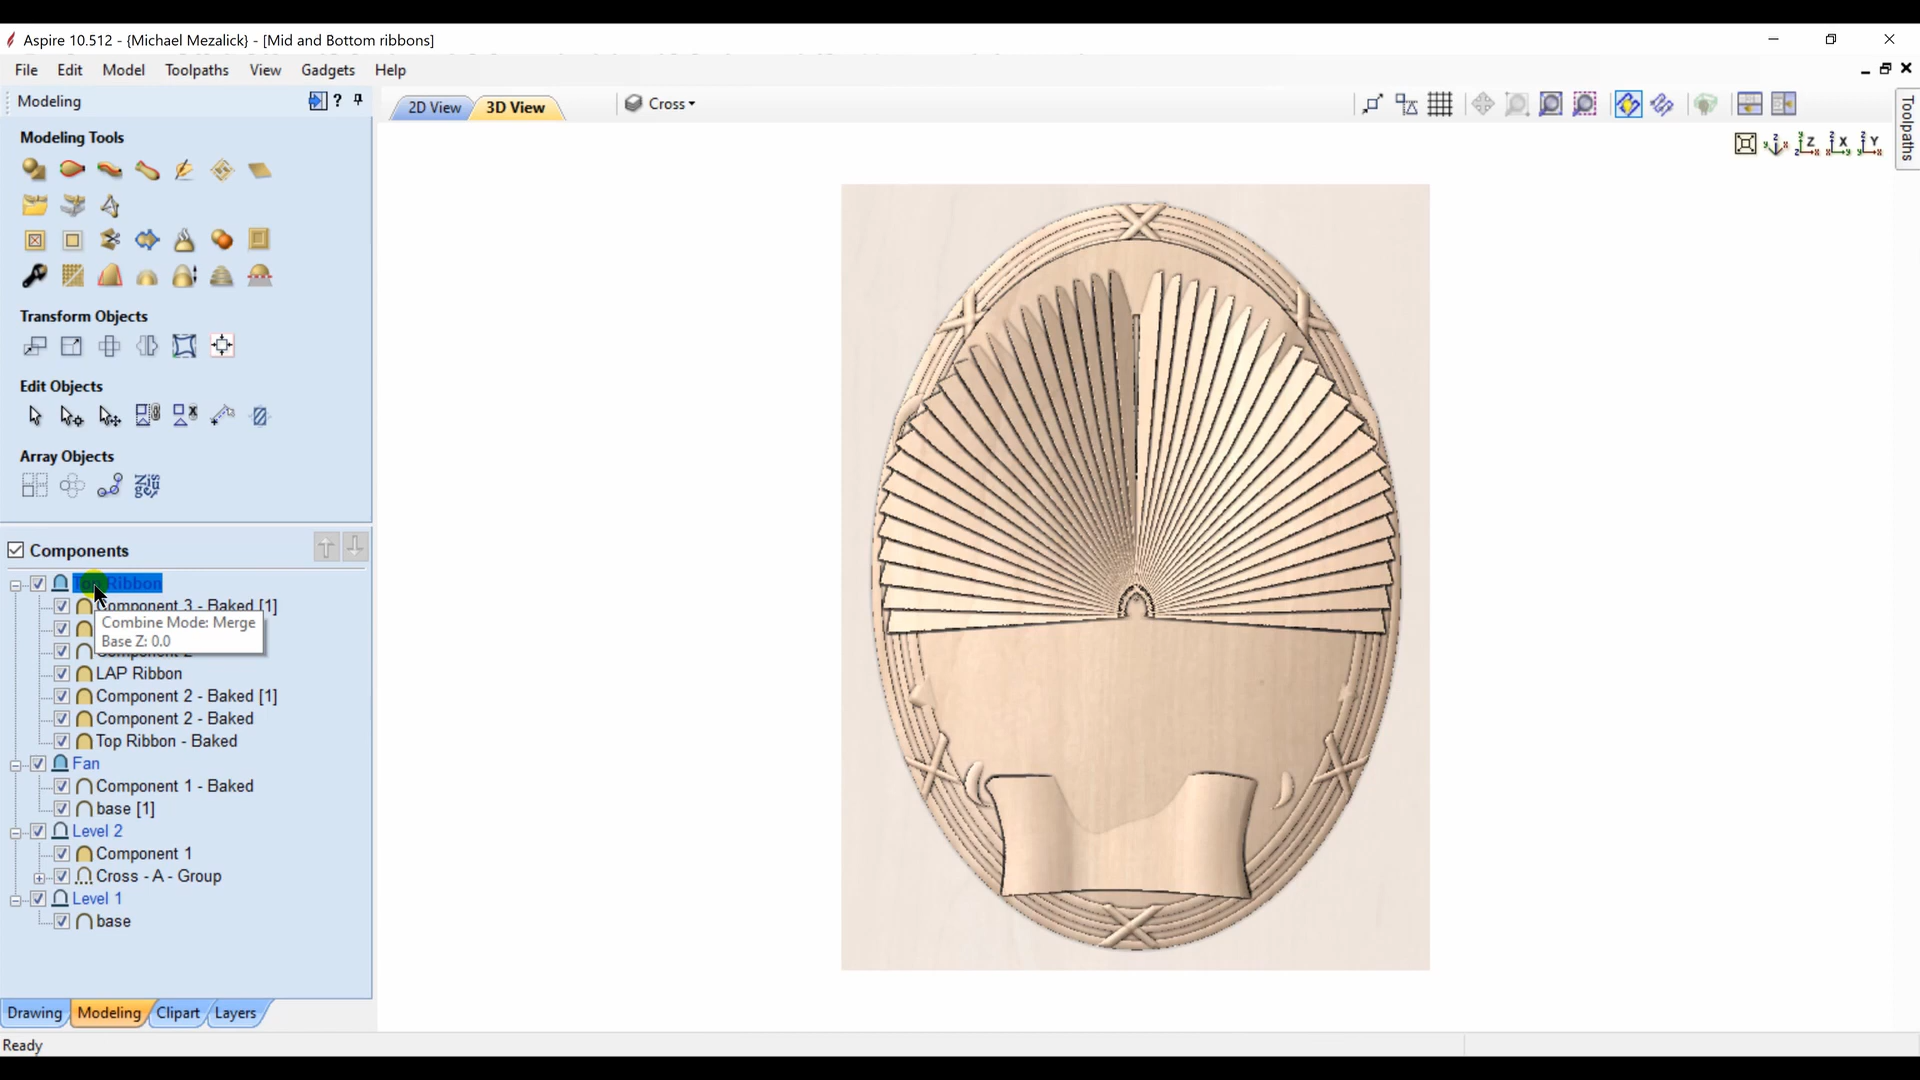 Aspire 10.512 - {Michael Mezalick} - [Mid and Bottom ribbons]
File Edit Model Toolpaths View Gadgets Help
Modeling
2D View 3D View Cross
Toolpaths
Modeling Tools
Transform Objects
Edit Objects
Array Objects
Components
Top Ribbon
Component 3 - Baked [1]
Combine Mode: Merge
Base Z: 0.0
LAP Ribbon
Component 2 - Baked [1]
Component 2 - Baked
Top Ribbon - Baked
Fan
Component 1 - Baked
base [1]
Level 2
Component 1
Cross - A - Group
Level 1
base
Drawing Modeling Clipart Layers
Ready